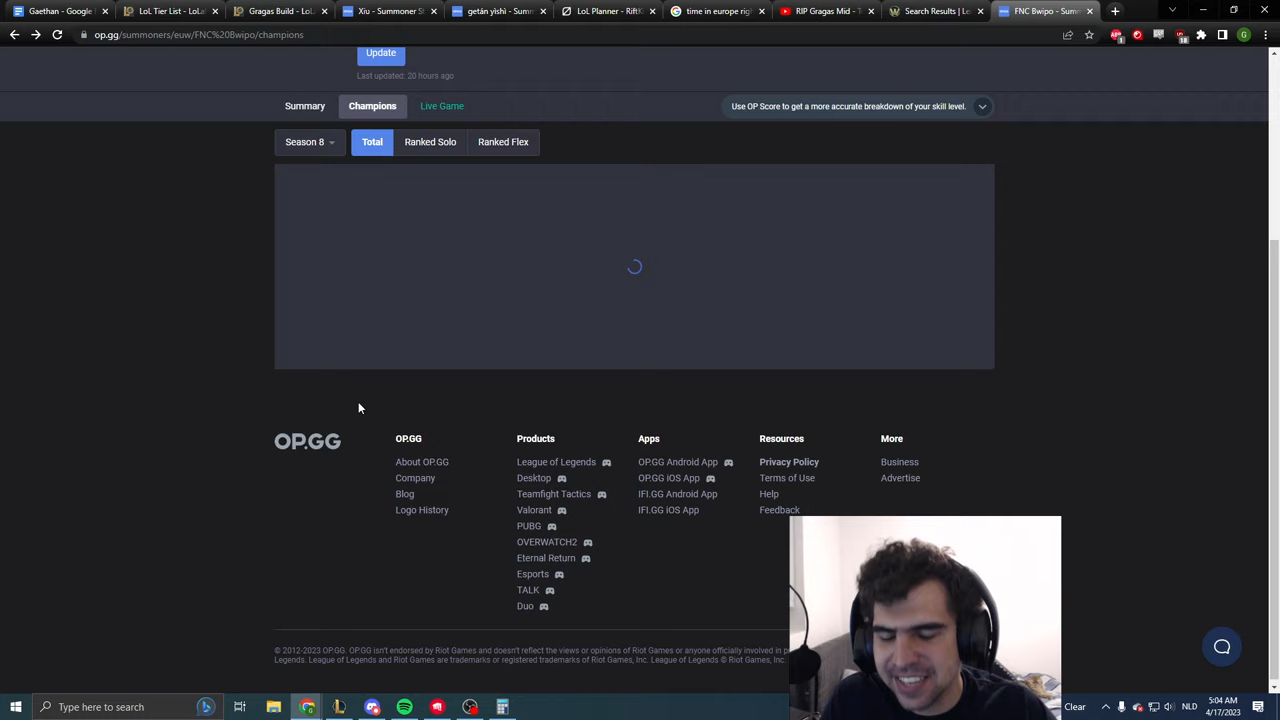 Gaethan - Google
LoL Tier List - LoLa
Gragas Build - LoL
Gaethan - Summ
getán yîshī - Summ
LoL Planner - RiftK
time in europe rig
RIP Gragas Mid - T
Search Results | Le
FNC Bwipo - Sum
op.gg/summoners/euw/FNC%20Bwipo/champions
Update
Last updated: 20 hours ago
Summary
Champions
Live Game
Use OP Score to get a more accurate breakdown of your skill level.
Season 8
Total
Ranked Solo
Ranked Flex
OP.GG
OP.GG
Products
Apps
Resources
More
About OP.GG
League of Legends
OP.GG Android App
Privacy Policy
Business
Company
Desktop
OP.GG iOS App
Terms of Use
Advertise
Blog
Teamfight Tactics
IFI.GG Android App
Help
Logo History
Valorant
IFI.GG iOS App
Feedback
PUBG
OVERWATCH2
Eternal Return
Esports
TALK
Duo
© 2012-2023 OP.GG. OP.GG isn't endorsed by Riot Games and doesn't reflect the views or opinions of Riot Games or anyone officially involved in p
Legends. League of Legends and Riot Games are trademarks or registered trademarks of Riot Games, Inc. League of Legends © Riot Games, Inc.
Type here to search
Clear
NLD
5:04 AM
4/17/2023